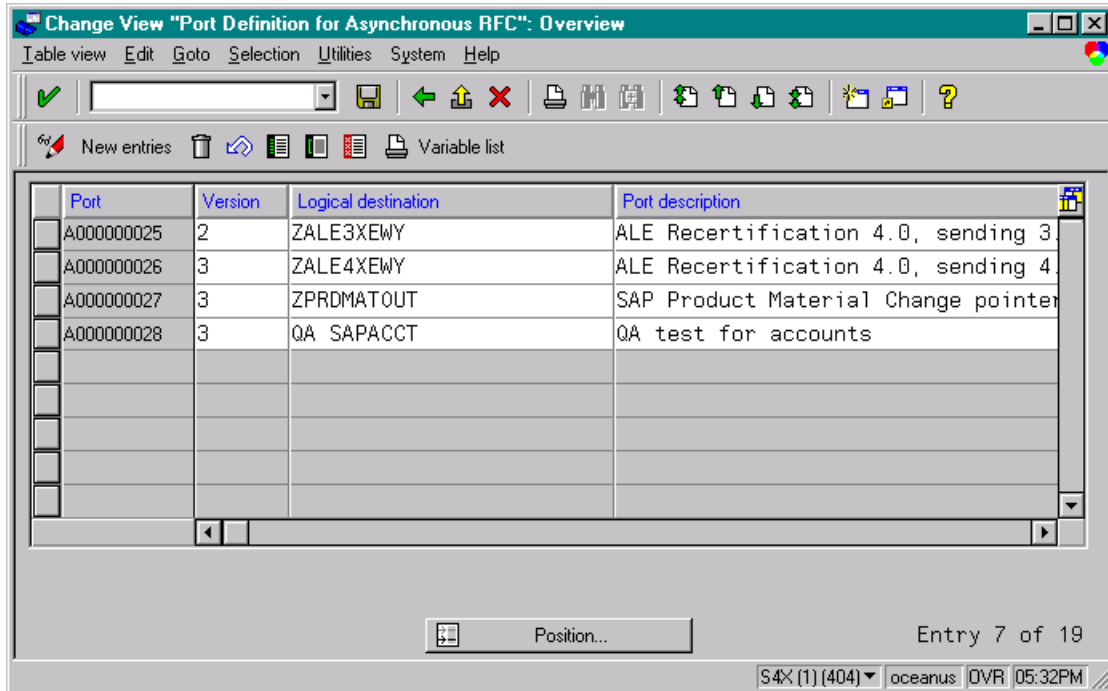 Change View "Port Definition for Asynchronous RFC": Overview
Table view Edit Goto Selection Utilities System Help
New entries Variable list
Port Version Logical destination Port description
A000000025 2 ZALE3XEWY ALE Recertification 4.0, sending 3.
A000000026 3 ZALE4XEWY ALE Recertification 4.0, sending 4.
A000000027 3 ZPRDMATOUT SAP Product Material Change pointer
A000000028 3 QA SAPACCT QA test for accounts
Position... Entry 7 of 19
S4X (1) (404) oceanus OVR 05:32PM